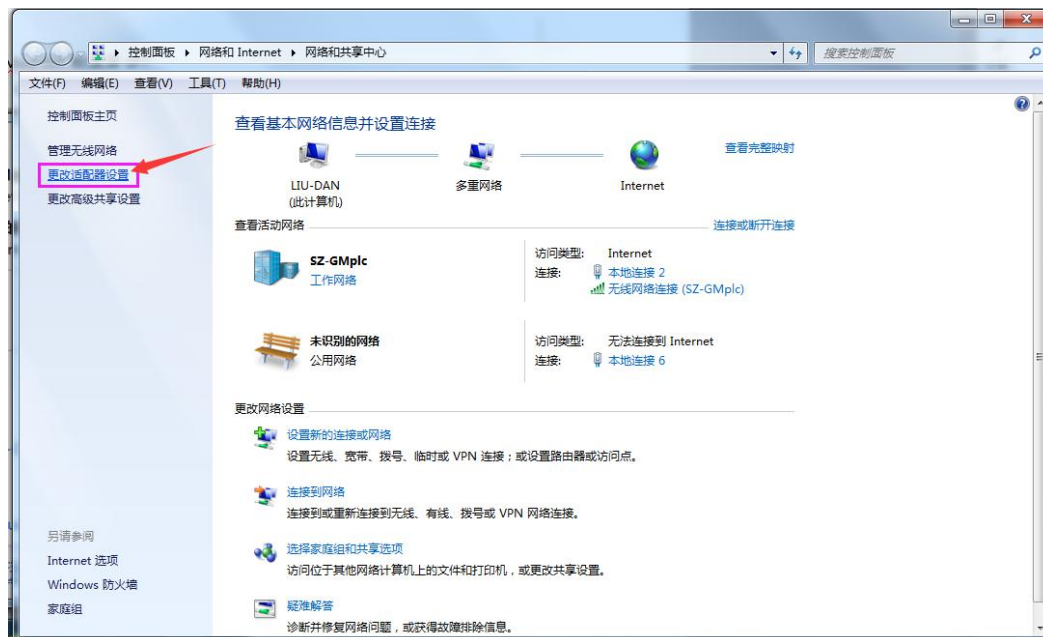 控制面板 ▸ 网络和 Internet ▸ 网络和共享中心
搜索控制面板
文件(F) 编辑(E) 查看(V) 工具(T) 帮助(H)
控制面板主页
管理无线网络
更改适配器设置
更改高级共享设置
查看基本网络信息并设置连接
查看完整映射
LIU-DAN
(此计算机)
多重网络
Internet
查看活动网络
连接或断开连接
SZ-GMplc
工作网络
访问类型: Internet
连接: 本地连接 2
无线网络连接 (SZ-GMplc)
未识别的网络
公用网络
访问类型: 无法连接到 Internet
连接: 本地连接 6
更改网络设置
设置新的连接或网络
设置无线、宽带、拨号、临时或 VPN 连接；或设置路由器或访问点。
连接到网络
连接到或重新连接到无线、有线、拨号或 VPN 网络连接。
选择家庭组和共享选项
访问位于其他网络计算机上的文件和打印机，或更改共享设置。
疑难解答
诊断并修复网络问题，或获得故障排除信息。
另请参阅
Internet 选项
Windows 防火墙
家庭组